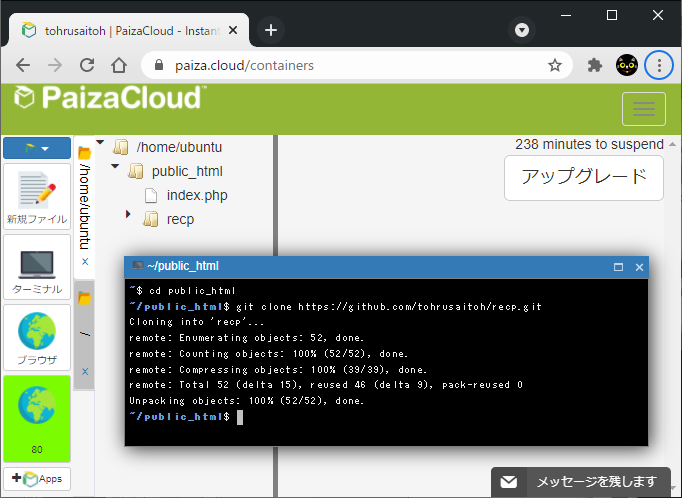 tohrusaitoh | PaizaCloud - Instant
paiza.cloud/containers
PaizaCloud
238 minutes to suspend
アップグレード
新規ファイル
ターミナル
ブラウザ
80
Apps
/home/ubuntu
x
/
x
/home/ubuntu
public_html
index.php
recp
~/public_html
~$ cd public_html
~/public_html$ git clone https://github.com/tohrusaitoh/recp.git
Cloning into 'recp'...
remote: Enumerating objects: 52, done.
remote: Counting objects: 100% (52/52), done.
remote: Compressing objects: 100% (39/39), done.
remote: Total 52 (delta 15), reused 46 (delta 9), pack-reused 0
Unpacking objects: 100% (52/52), done.
~/public_html$
メッセージを残します